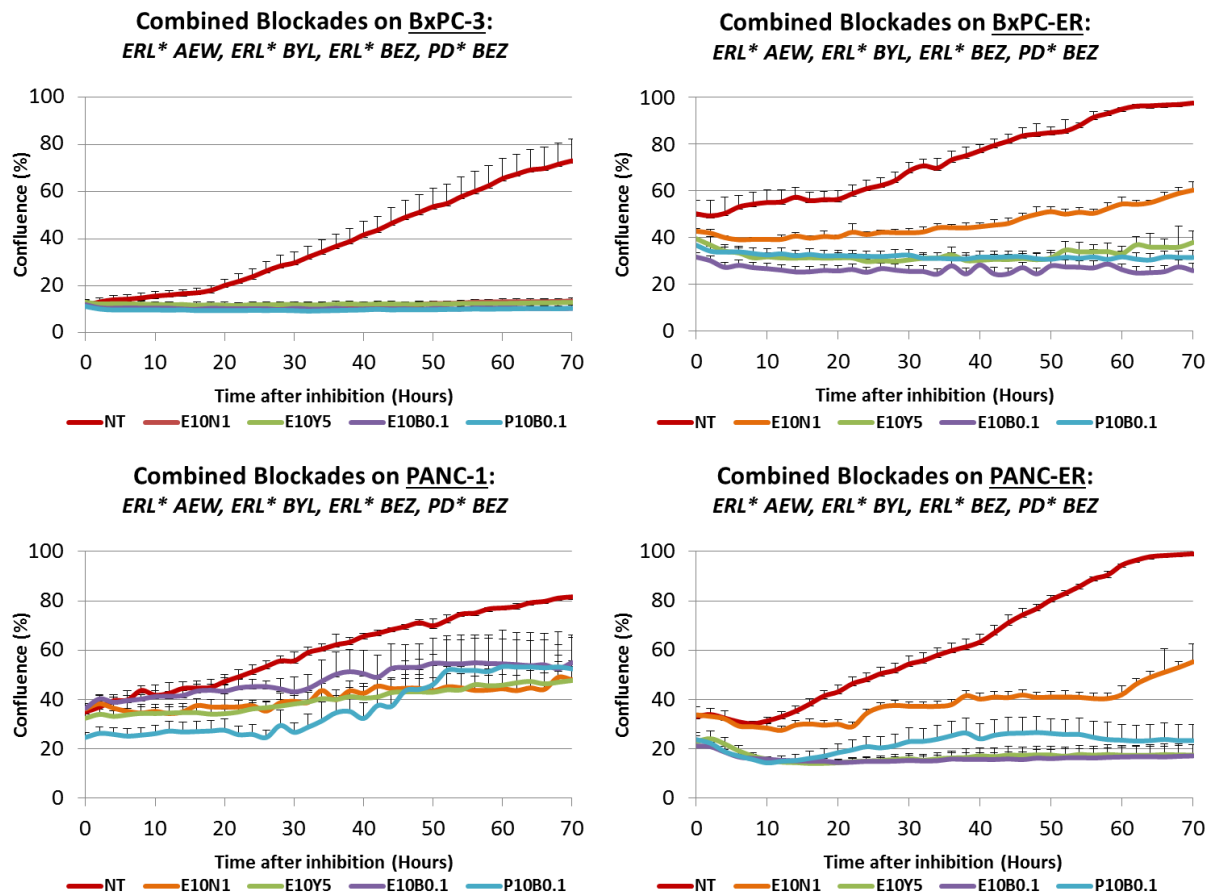 Combined Blockades on BxPC-3:
ERL* AEW, ERL* BYL, ERL* BEZ, PD* BEZ
Confluence (%)
100
80
60
40
20
0
0 10 20 30 40 50 60 70
Time after inhibition (Hours)
NT E10N1 E10Y5 E10B0.1 P10B0.1
Combined Blockades on BxPC-ER:
ERL* AEW, ERL* BYL, ERL* BEZ, PD* BEZ
Confluence (%)
100
80
60
40
20
0
0 10 20 30 40 50 60 70
Time after inhibition (Hours)
NT E10N1 E10Y5 E10B0.1 P10B0.1
Combined Blockades on PANC-1:
ERL* AEW, ERL* BYL, ERL* BEZ, PD* BEZ
Confluence (%)
100
80
60
40
20
0
0 10 20 30 40 50 60 70
Time after inhibition (Hours)
NT E10N1 E10Y5 E10B0.1 P10B0.1
Combined Blockades on PANC-ER:
ERL* AEW, ERL* BYL, ERL* BEZ, PD* BEZ
Confluence (%)
100
80
60
40
20
0
0 10 20 30 40 50 60 70
Time after inhibition (Hours)
NT E10N1 E10Y5 E10B0.1 P10B0.1